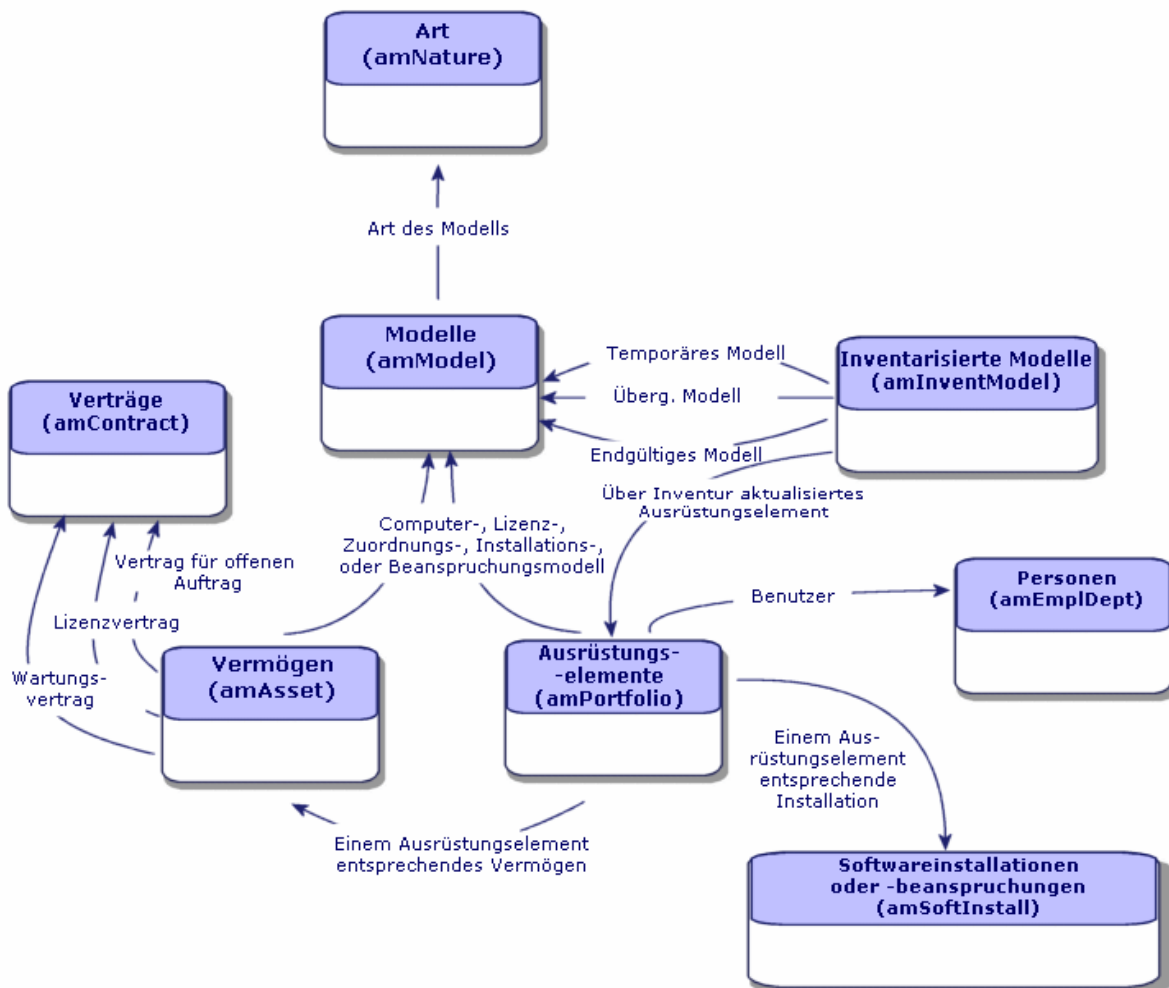 Art
(amNature)
Art des Modells
Modelle
(amModel)
Temporäres Modell
Überg. Modell
Endgültiges Modell
Inventarisierte Modelle
(amInventModel)
Verträge
(amContract)
Über Inventur aktualisiertes
Ausrüstungselement
Computer-, Lizenz-,
Zuordnungs-, Installations-,
oder Beanspruchungsmodell
Vertrag für offenen
Auftrag
Lizenzvertrag
Wartungs-
vertrag
Benutzer
Personen
(amEmplDept)
Vermögen
(amAsset)
Ausrüstungs-
-elemente
(amPortfolio)
Einem Aus-
rüstungselement
entsprechende
Installation
Einem Ausrüstungselement
entsprechendes Vermögen
Softwareinstallationen
oder -beanspruchungen
(amSoftInstall)